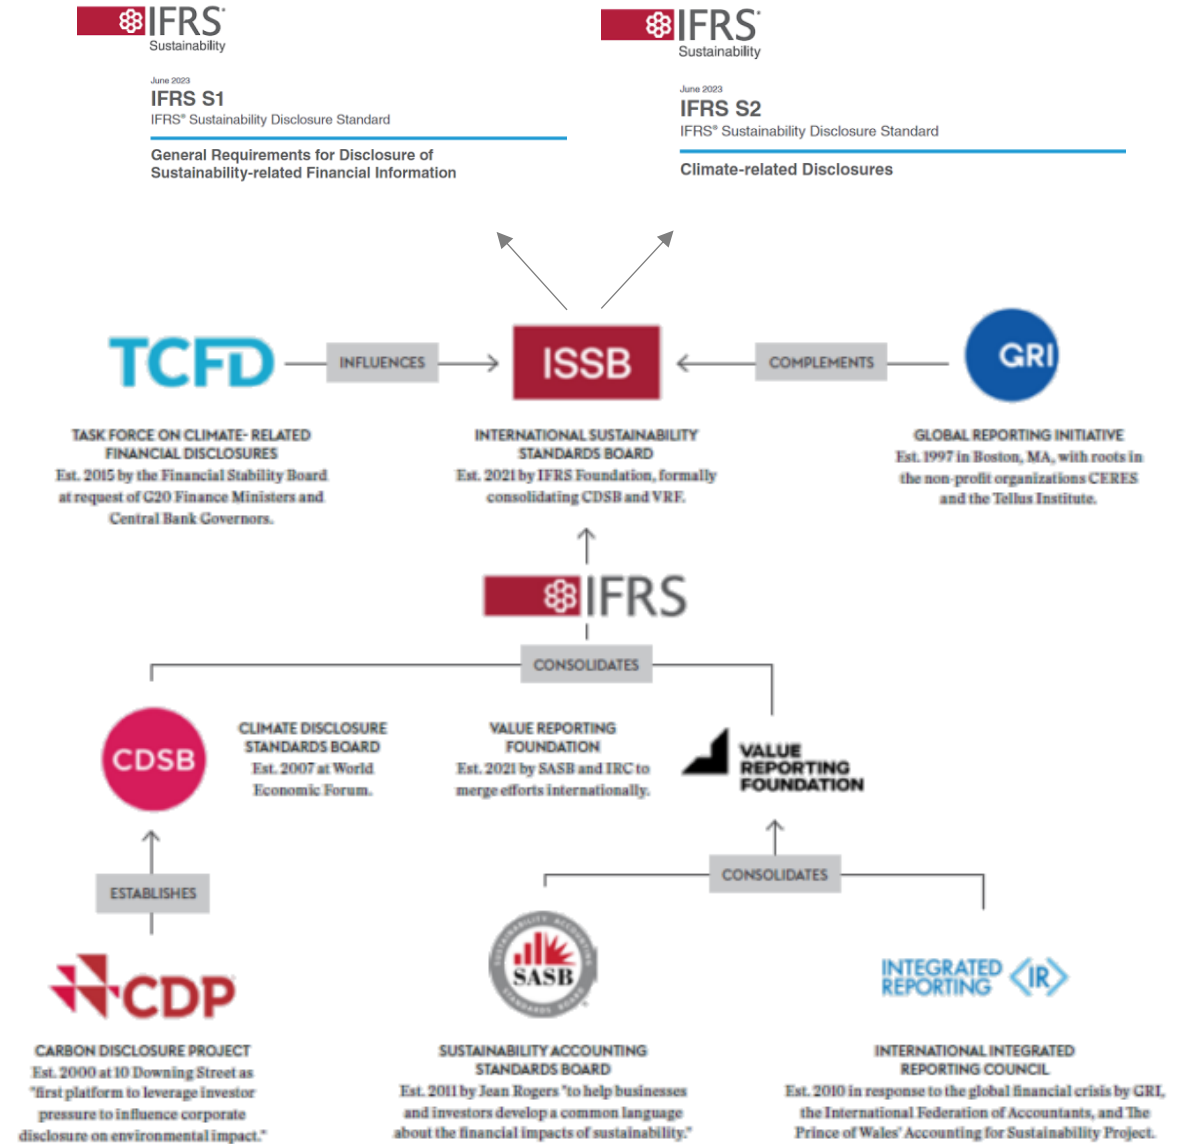 IFRS®
Sustainability
June 2023
IFRS S1
IFRS® Sustainability Disclosure Standard
General Requirements for Disclosure of
Sustainability-related Financial Information
IFRS®
Sustainability
June 2023
IFRS S2
IFRS® Sustainability Disclosure Standard
Climate-related Disclosures
TCFD
INFLUENCES
ISSB
COMPLEMENTS
GRI
TASK FORCE ON CLIMATE- RELATED
FINANCIAL DISCLOSURES
Est. 2015 by the Financial Stability Board
at request of G20 Finance Ministers and
Central Bank Governors.
INTERNATIONAL SUSTAINABILITY
STANDARDS BOARD
Est. 2021 by IFRS Foundation, formally
consolidating CDSB and VRF.
GLOBAL REPORTING INITIATIVE
Est. 1997 in Boston, MA, with roots in
the non-profit organizations CERES
and the Tellus Institute.
IFRS
CONSOLIDATES
CDSB
CLIMATE DISCLOSURE
STANDARDS BOARD
Est. 2007 at World
Economic Forum.
VALUE REPORTING
FOUNDATION
Est. 2021 by SASB and IRC to
merge efforts internationally.
VALUE
REPORTING
FOUNDATION
ESTABLISHES
CONSOLIDATES
CDP
SUSTAINABILITY ACCOUNTING
SASB
STANDARDS BOARD
INTEGRATED
REPORTING
<IR>
CARBON DISCLOSURE PROJECT
Est. 2000 at 10 Downing Street as
"first platform to leverage investor
pressure to influence corporate
disclosure on environmental impact."
SUSTAINABILITY ACCOUNTING
STANDARDS BOARD
Est. 2011 by Jean Rogers "to help businesses
and investors develop a common language
about the financial impacts of sustainability."
INTERNATIONAL INTEGRATED
REPORTING COUNCIL
Est. 2010 in response to the global financial crisis by GRI,
the International Federation of Accountants, and The
Prince of Wales' Accounting for Sustainability Project.